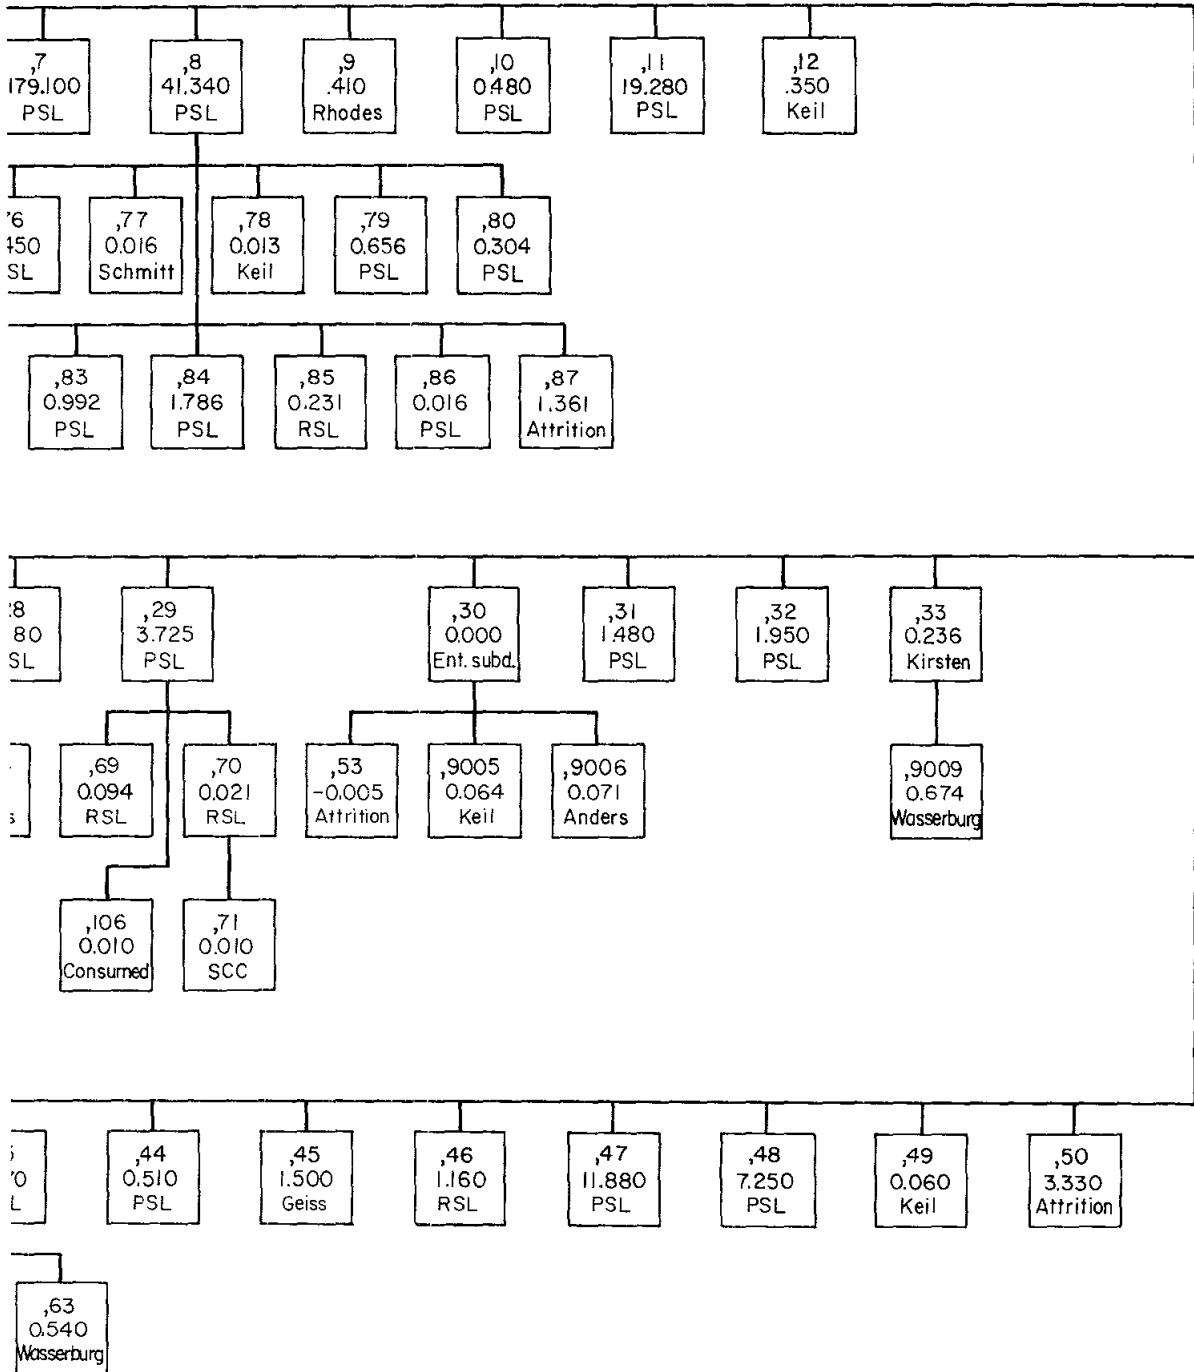 ,7
179.100
PSL
,8
41.340
PSL
,9
.410
Rhodes
,10
0.480
PSL
,11
19.280
PSL
,12
.350
Keil
,77
0.016
Schmitt
,78
0.013
Keil
,79
0.656
PSL
,80
0.304
PSL
,83
0.992
PSL
,84
1.786
PSL
,85
0.231
RSL
,86
0.016
PSL
,87
1.361
Attrition
,29
3.725
PSL
,30
0.000
Ent. subd.
,31
1.480
PSL
,32
1.950
PSL
,33
0.236
Kirsten
,69
0.094
RSL
,70
0.021
RSL
,53
-0.005
Attrition
,9005
0.064
Keil
,9006
0.071
Anders
,9009
0.674
Wasserburg
,106
0.010
Consumed
,71
0.010
SCC
,44
0.510
PSL
,45
1.500
Geiss
,46
1.160
RSL
,47
11.880
PSL
,48
7.250
PSL
,49
0.060
Keil
,50
3.330
Attrition
,63
0.540
Wasserburg